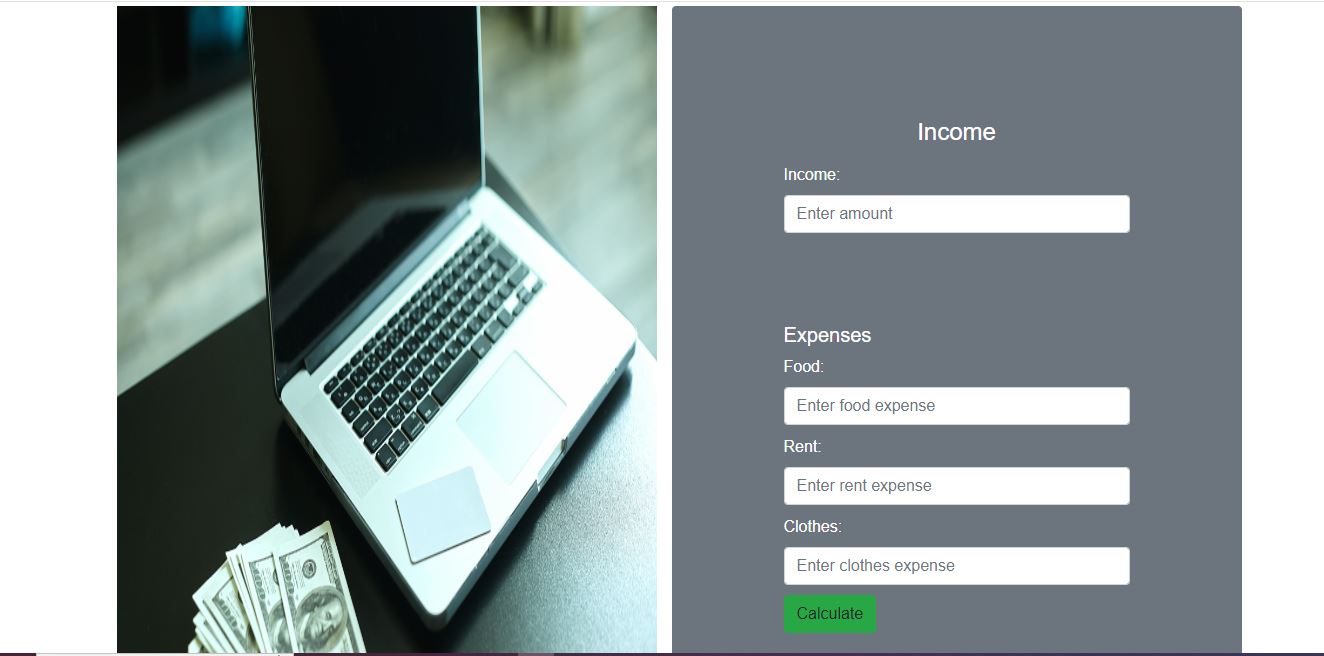 Income
Income:
Enter amount
Expenses
Food:
Enter food expense
Rent:
Enter rent expense
Clothes:
Enter clothes expense
Calculate